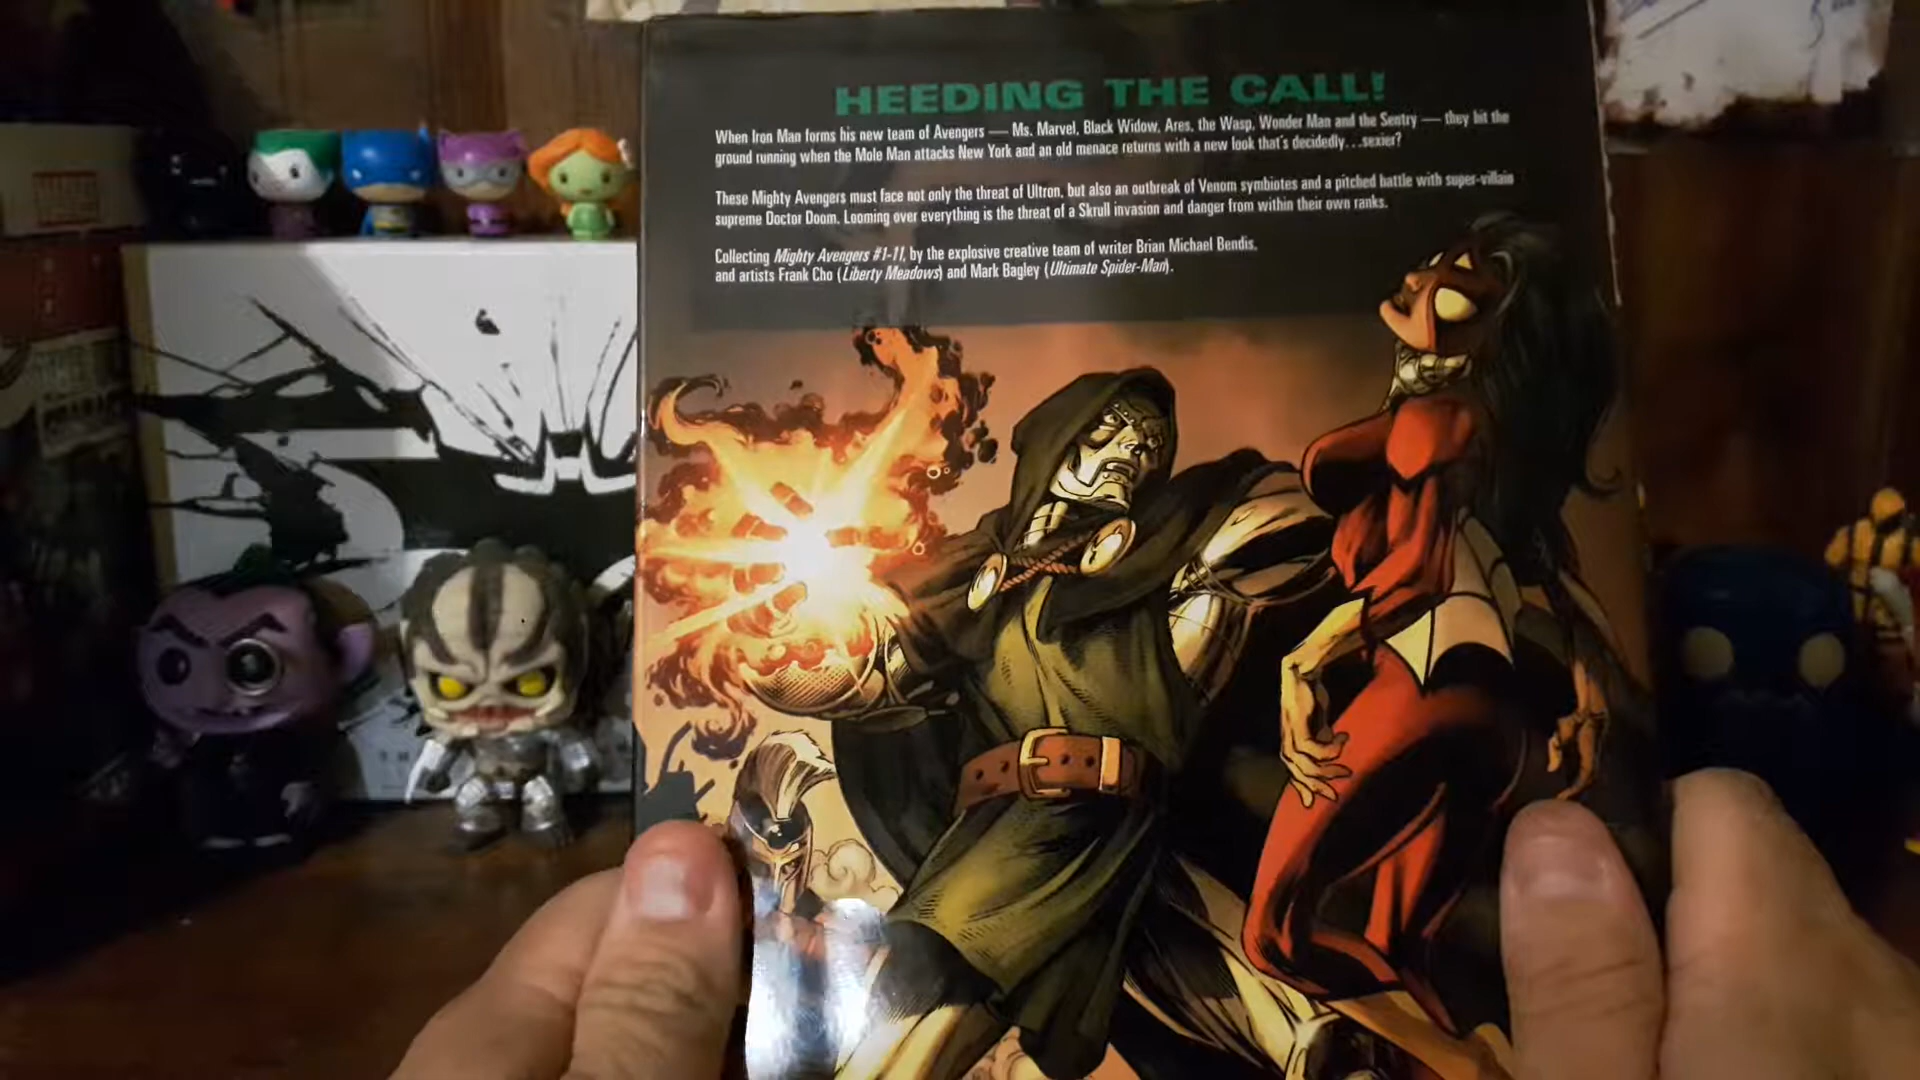 HEEDING THE CALL!
When Iron Man forms his new team of Avengers — Ms. Marvel, Black Widow, Ares, the Wasp, Wonder Man and the Sentry — they hit the
ground running when the Mole Man attacks New York and an old menace returns with a new look that's decidedly...sexier?
These Mighty Avengers must face not only the threat of Ultron, but also an outbreak of Venom symbiotes and a pitched battle with super-villain
supreme Doctor Doom. Looming over everything is the threat of a Skrull invasion and danger from within their own ranks.
Collecting Mighty Avengers #1-11, by the explosive creative team of writer Brian Michael Bendis,
and artists Frank Cho (Liberty Meadows) and Mark Bagley (Ultimate Spider-Man).